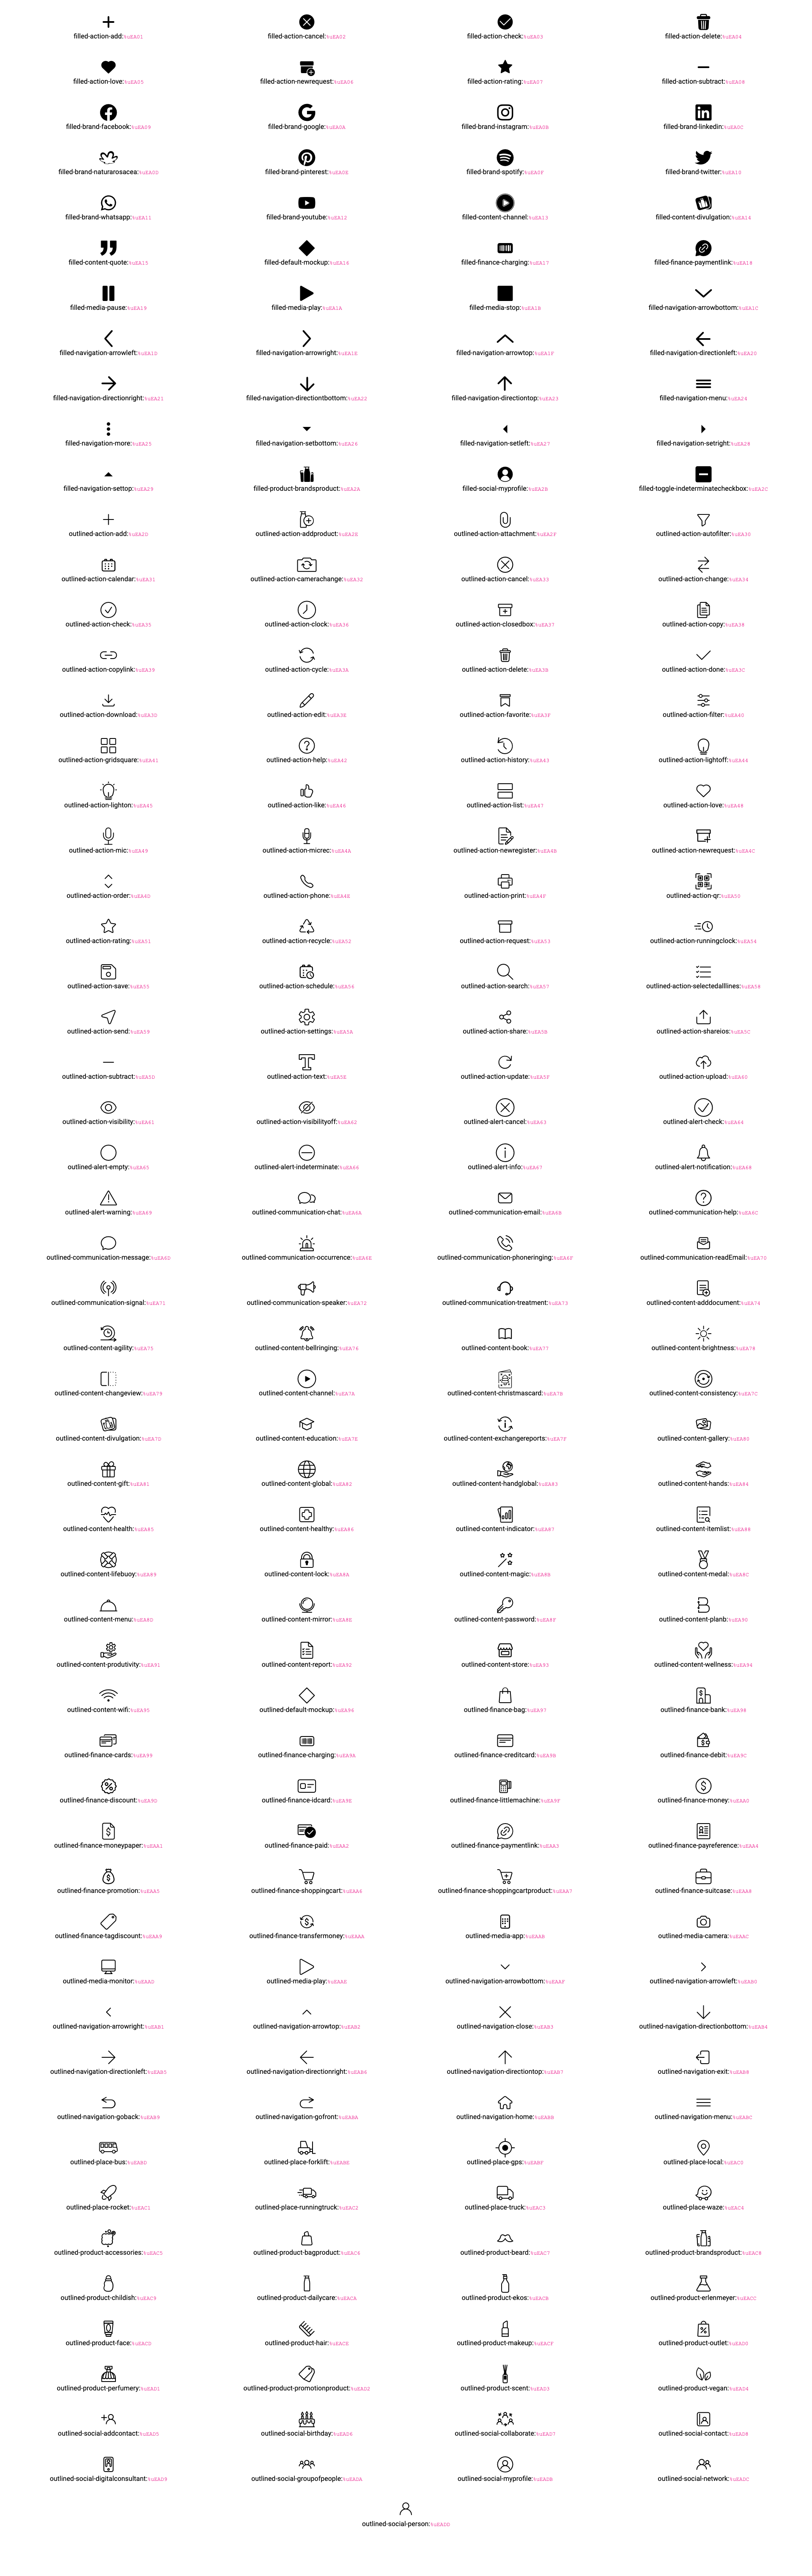 filled-action-add:%uEA01 filled-action-cancel:%uEA02 filled-action-check:%uEA03 filled-action-delete:%uEA04
filled-action-love:%uEA05 filled-action-newrequest:%uEA06 filled-action-rating:%uEA07 filled-action-subtract:%uEA08
filled-brand-facebook:%uEA09 filled-brand-google:%uEA0A filled-brand-instagram:%uEA0B filled-brand-linkedin:%uEA0C
filled-brand-naturarosacea:%uEA0D filled-brand-pinterest:%uEA0E filled-brand-spotify:%uEA0F filled-brand-twitter:%uEA10
filled-brand-whatsapp:%uEA11 filled-brand-youtube:%uEA12 filled-content-channel:%uEA13 filled-content-divulgation:%uEA14
filled-content-quote:%uEA15 filled-default-mockup:%uEA16 filled-finance-charging:%uEA17 filled-finance-paymentlink:%uEA18
filled-media-pause:%uEA19 filled-media-play:%uEA1A filled-media-stop:%uEA1B filled-navigation-arrowbottom:%uEA1C
filled-navigation-arrowleft:%uEA1D filled-navigation-arrowright:%uEA1E filled-navigation-arrowtop:%uEA1F filled-navigation-directionleft:%uEA20
filled-navigation-directionright:%uEA21 filled-navigation-directiontbottom:%uEA22 filled-navigation-directiontop:%uEA23 filled-navigation-menu:%uEA24
filled-navigation-more:%uEA25 filled-navigation-setbottom:%uEA26 filled-navigation-setleft:%uEA27 filled-navigation-setright:%uEA28
filled-navigation-settop:%uEA29 filled-product-brandsproduct:%uEA2A filled-social-myprofile:%uEA2B filled-toggle-indeterminatecheckbox:%uEA2C
outlined-action-add:%uEA2D outlined-action-addproduct:%uEA2E outlined-action-attachment:%uEA2F outlined-action-autofilter:%uEA30
outlined-action-calendar:%uEA31 outlined-action-camerachange:%uEA32 outlined-action-cancel:%uEA33 outlined-action-change:%uEA34
outlined-action-check:%uEA35 outlined-action-clock:%uEA36 outlined-action-closedbox:%uEA37 outlined-action-copy:%uEA38
outlined-action-copylink:%uEA39 outlined-action-cycle:%uEA3A outlined-action-delete:%uEA3B outlined-action-done:%uEA3C
outlined-action-download:%uEA3D outlined-action-edit:%uEA3E outlined-action-favorite:%uEA3F outlined-action-filter:%uEA40
outlined-action-gridsquare:%uEA41 outlined-action-help:%uEA42 outlined-action-history:%uEA43 outlined-action-lightoff:%uEA44
outlined-action-lighton:%uEA45 outlined-action-like:%uEA46 outlined-action-list:%uEA47 outlined-action-love:%uEA48
outlined-action-mic:%uEA49 outlined-action-micrec:%uEA4A outlined-action-newregister:%uEA4B outlined-action-newrequest:%uEA4C
outlined-action-order:%uEA4D outlined-action-phone:%uEA4E outlined-action-print:%uEA4F outlined-action-qr:%uEA50
outlined-action-rating:%uEA51 outlined-action-recycle:%uEA52 outlined-action-request:%uEA53 outlined-action-runningclock:%uEA54
outlined-action-save:%uEA55 outlined-action-schedule:%uEA56 outlined-action-search:%uEA57 outlined-action-selectedalllines:%uEA58
outlined-action-send:%uEA59 outlined-action-settings:%uEA5A outlined-action-share:%uEA5B outlined-action-shareios:%uEA5C
outlined-action-subtract:%uEA5D outlined-action-text:%uEA5E outlined-action-update:%uEA5F outlined-action-upload:%uEA60
outlined-action-visibility:%uEA61 outlined-action-visibilityoff:%uEA62 outlined-alert-cancel:%uEA63 outlined-alert-check:%uEA64
outlined-alert-empty:%uEA65 outlined-alert-indeterminate:%uEA66 outlined-alert-info:%uEA67 outlined-alert-notification:%uEA68
outlined-alert-warning:%uEA69 outlined-communication-chat:%uEA6A outlined-communication-email:%uEA6B outlined-communication-help:%uEA6C
outlined-communication-message:%uEA6D outlined-communication-occurrence:%uEA6E outlined-communication-phoneringing:%uEA6F outlined-communication-readEmail:%uEA70
outlined-communication-signal:%uEA71 outlined-communication-speaker:%uEA72 outlined-communication-treatment:%uEA73 outlined-content-adddocument:%uEA74
outlined-content-agility:%uEA75 outlined-content-bellringing:%uEA76 outlined-content-book:%uEA77 outlined-content-brightness:%uEA78
outlined-content-changeview:%uEA79 outlined-content-channel:%uEA7A outlined-content-christmascard:%uEA7B outlined-content-consistency:%uEA7C
outlined-content-divulgation:%uEA7D outlined-content-education:%uEA7E outlined-content-exchangereports:%uEA7F outlined-content-gallery:%uEA80
outlined-content-gift:%uEA81 outlined-content-global:%uEA82 outlined-content-handglobal:%uEA83 outlined-content-hands:%uEA84
outlined-content-health:%uEA85 outlined-content-healthy:%uEA86 outlined-content-indicator:%uEA87 outlined-content-itemlist:%uEA88
outlined-content-lifebuoy:%uEA89 outlined-content-lock:%uEA8A outlined-content-magic:%uEA8B outlined-content-medal:%uEA8C
outlined-content-menu:%uEA8D outlined-content-mirror:%uEA8E outlined-content-password:%uEA8F outlined-content-planb:%uEA90
outlined-content-produtivity:%uEA91 outlined-content-report:%uEA92 outlined-content-store:%uEA93 outlined-content-wellness:%uEA94
outlined-content-wifi:%uEA95 outlined-default-mockup:%uEA96 outlined-finance-bag:%uEA97 outlined-finance-bank:%uEA98
outlined-finance-cards:%uEA99 outlined-finance-charging:%uEA9A outlined-finance-creditcard:%uEA9B outlined-finance-debit:%uEA9C
outlined-finance-discount:%uEA9D outlined-finance-idcard:%uEA9E outlined-finance-littlemachine:%uEA9F outlined-finance-money:%uEAA0
outlined-finance-moneypaper:%uEAA1 outlined-finance-paid:%uEAA2 outlined-finance-paymentlink:%uEAA3 outlined-finance-payreference:%uEAA4
outlined-finance-promotion:%uEAA5 outlined-finance-shoppingcart:%uEAA6 outlined-finance-shoppingcartproduct:%uEAA7 outlined-finance-suitcase:%uEAA8
outlined-finance-tagdiscount:%uEAA9 outlined-finance-transfermoney:%uEAAA outlined-media-app:%uEAAB outlined-media-camera:%uEAAC
outlined-media-monitor:%uEAAD outlined-media-play:%uEAAE outlined-navigation-arrowbottom:%uEAAF outlined-navigation-arrowleft:%uEAB0
outlined-navigation-arrowright:%uEAB1 outlined-navigation-arrowtop:%uEAB2 outlined-navigation-close:%uEAB3 outlined-navigation-directionbottom:%uEAB4
outlined-navigation-directionleft:%uEAB5 outlined-navigation-directionright:%uEAB6 outlined-navigation-directiontop:%uEAB7 outlined-navigation-exit:%uEAB8
outlined-navigation-goback:%uEAB9 outlined-navigation-gofront:%uEABA outlined-navigation-home:%uEABB outlined-navigation-menu:%uEABC
outlined-place-bus:%uEABD outlined-place-forklift:%uEABE outlined-place-gps:%uEABF outlined-place-local:%uEAC0
outlined-place-rocket:%uEAC1 outlined-place-runningtruck:%uEAC2 outlined-place-truck:%uEAC3 outlined-place-waze:%uEAC4
outlined-product-accessories:%uEAC5 outlined-product-bagproduct:%uEAC6 outlined-product-beard:%uEAC7 outlined-product-brandsproduct:%uEAC8
outlined-product-childish:%uEAC9 outlined-product-dailycare:%uEACA outlined-product-ekos:%uEACB outlined-product-erlenmeyer:%uEACC
outlined-product-face:%uEACD outlined-product-hair:%uEACE outlined-product-makeup:%uEACF outlined-product-outlet:%uEAD0
outlined-product-perfumery:%uEAD1 outlined-product-promotionproduct:%uEAD2 outlined-product-scent:%uEAD3 outlined-product-vegan:%uEAD4
outlined-social-addcontact:%uEAD5 outlined-social-birthday:%uEAD6 outlined-social-collaborate:%uEAD7 outlined-social-contact:%uEAD8
outlined-social-digitalconsultant:%uEAD9 outlined-social-groupofpeople:%uEADA outlined-social-myprofile:%uEADB outlined-social-network:%uEADC
outlined-social-person:%uEADD